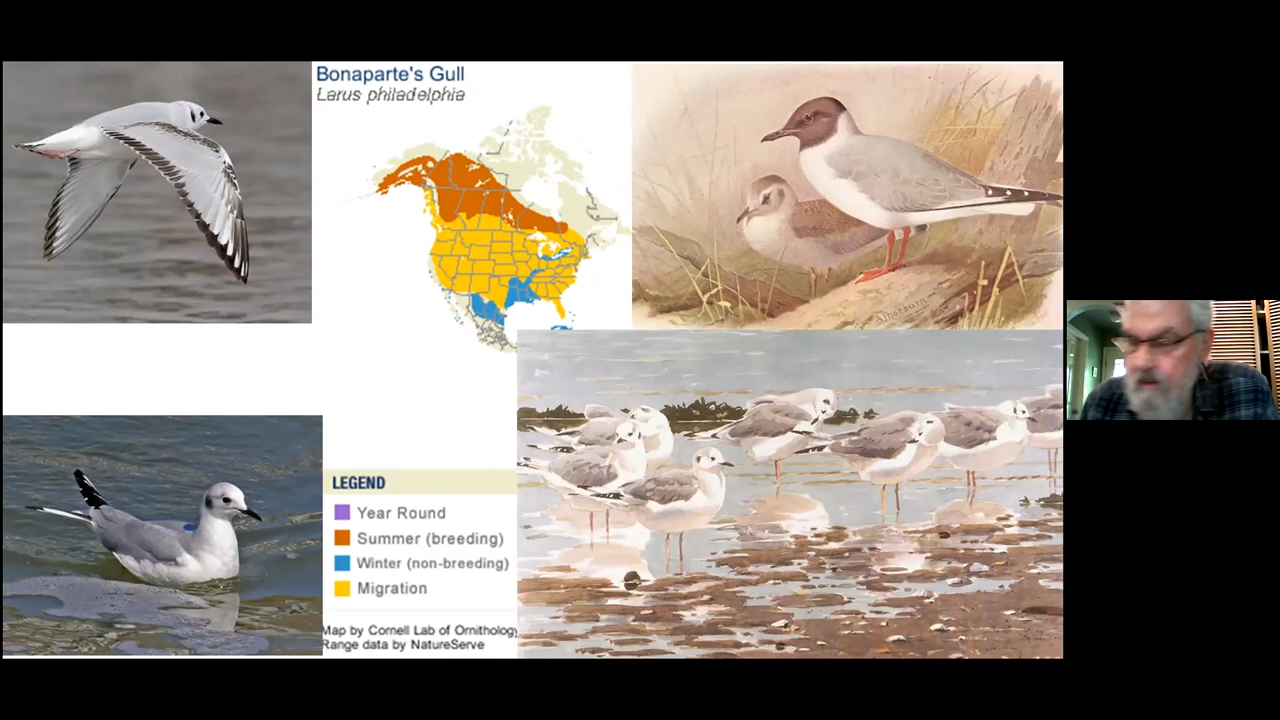 Bonaparte's Gull
Larus philadelphia
A Thorburn
LEGEND
Year Round
Summer (breeding)
Winter (non-breeding)
Migration
Map by Cornell Lab of Ornithology
Range data by NatureServe